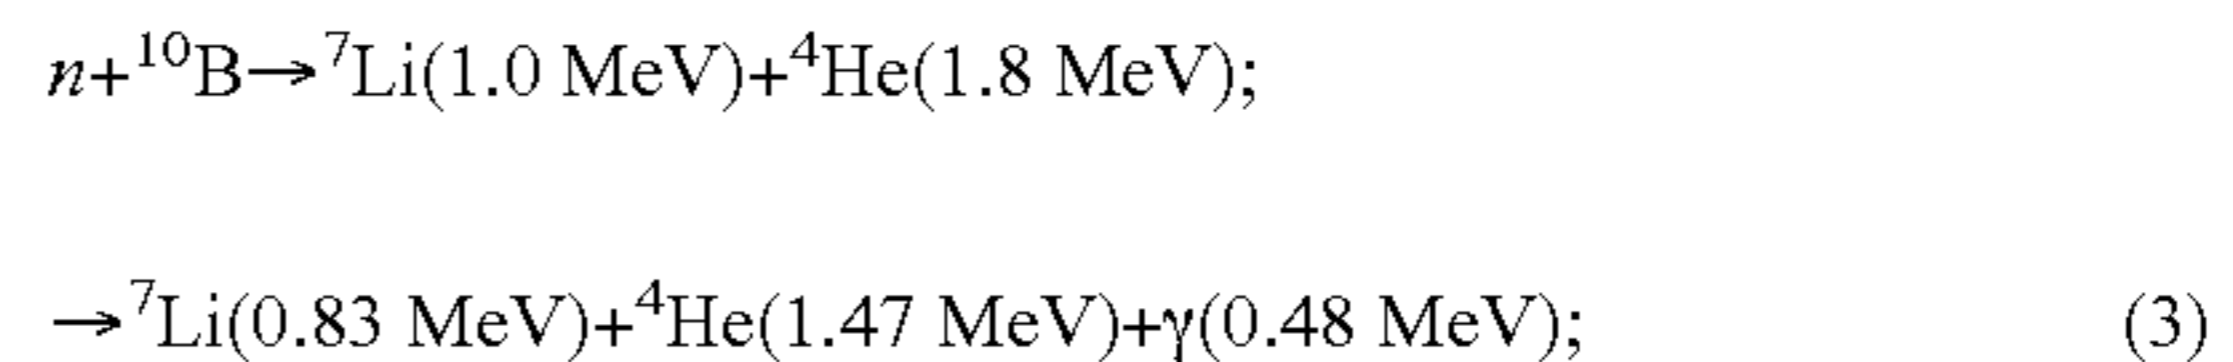 n+¹⁰B→⁷Li(1.0 MeV)+⁴He(1.8 MeV);
→⁷Li(0.83 MeV)+⁴He(1.47 MeV)+γ(0.48 MeV); (3)